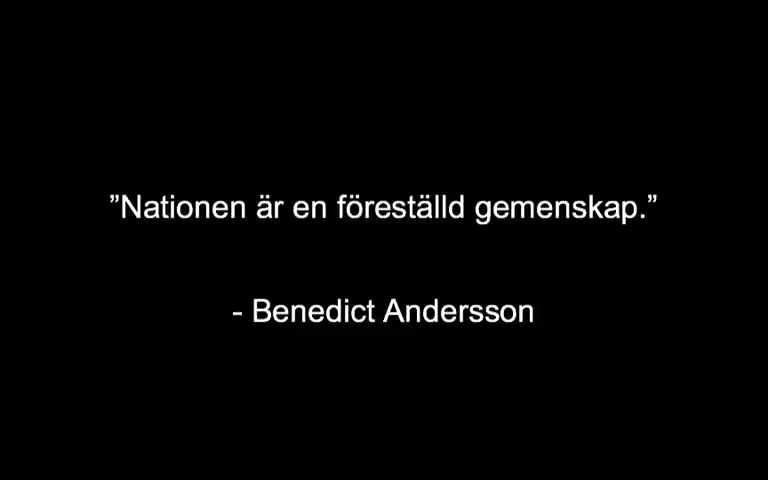 ”Nationen är en föreställd gemenskap.”
- Benedict Andersson